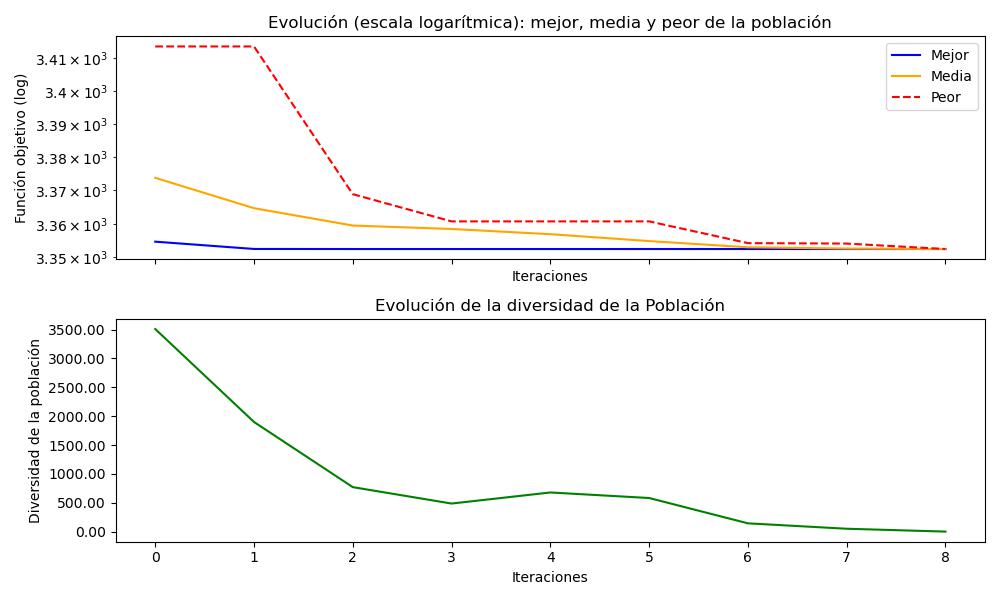 Evolución (escala logarítmica): mejor, media y peor de la población
Función objetivo (log)
3.41 × 10³
3.4 × 10³
3.39 × 10³
3.38 × 10³
3.37 × 10³
3.36 × 10³
3.35 × 10³
Mejor
Media
Peor
Iteraciones
Evolución de la diversidad de la Población
Diversidad de la población
3500.00
3000.00
2500.00
2000.00
1500.00
1000.00
500.00
0.00
0 1 2 3 4 5 6 7 8
Iteraciones